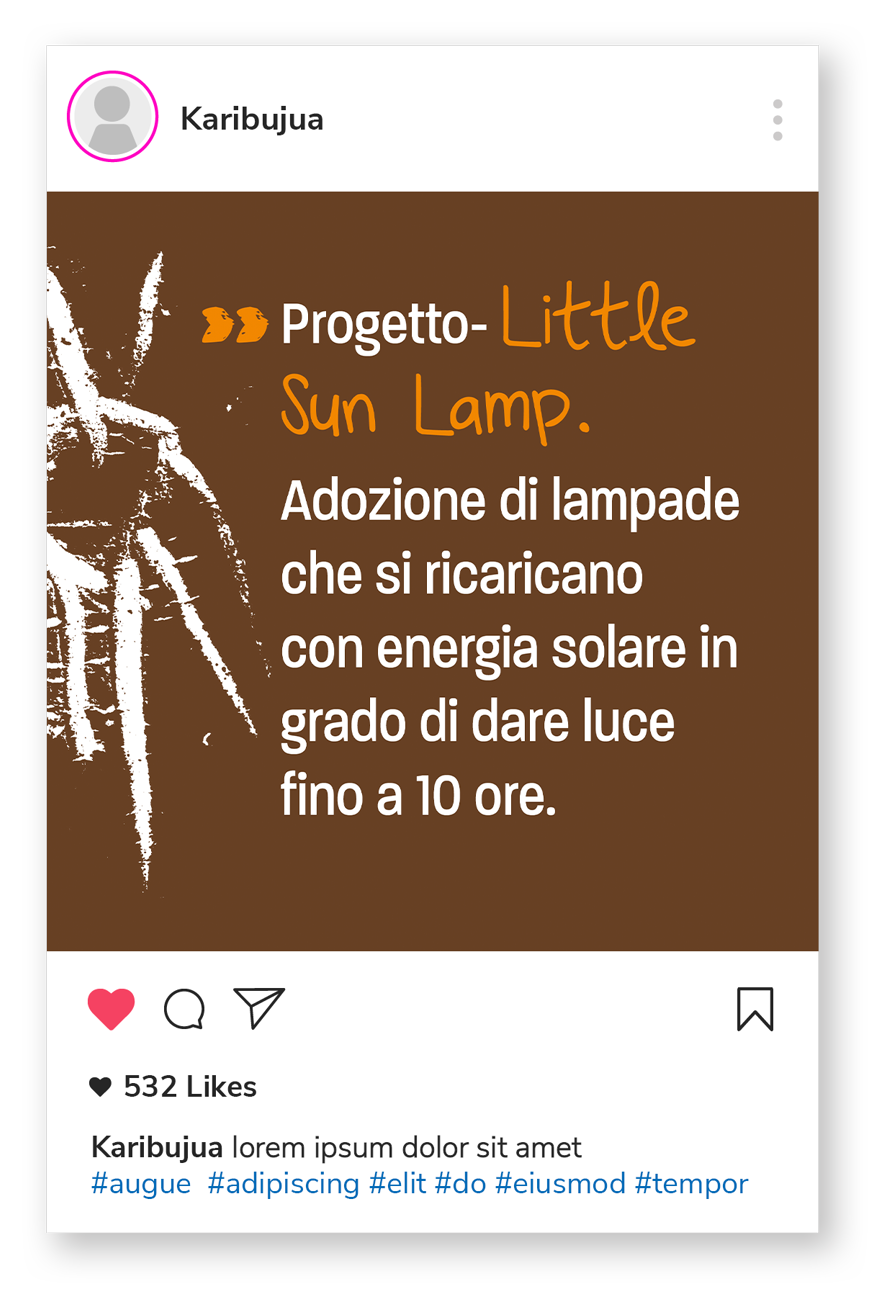 Karibujua
Progetto- Little
Sun Lamp.
Adozione di lampade
che si ricaricano
con energia solare in
grado di dare luce
fino a 10 ore.
532 Likes
Karibujua lorem ipsum dolor sit amet
#augue #adipiscing #elit #do #eiusmod #tempor